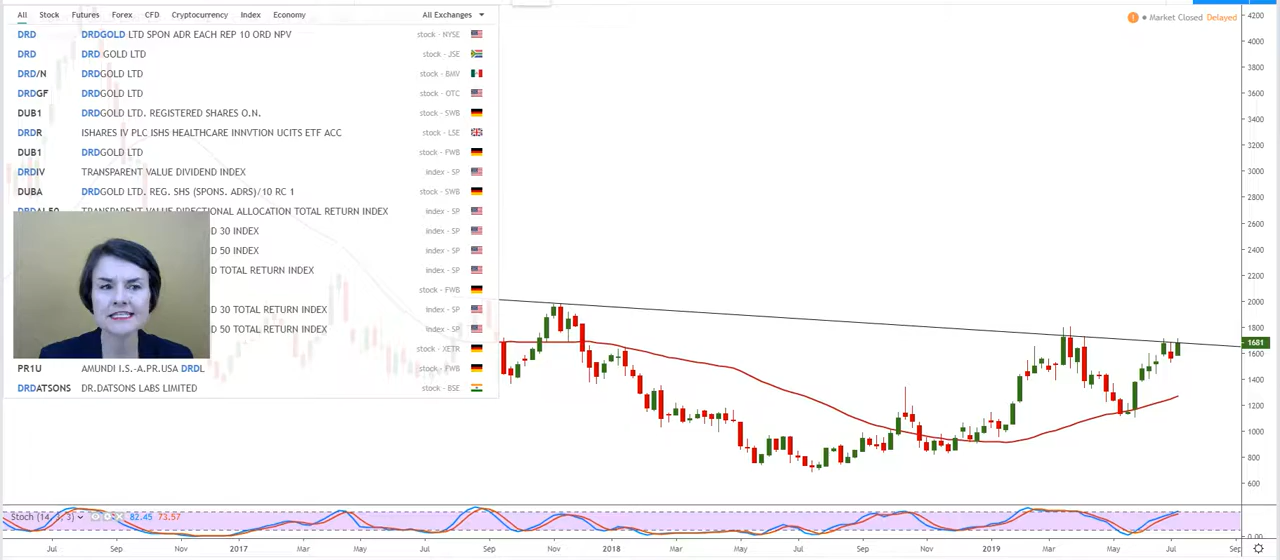 All Stock Futures Forex CFD Cryptocurrency Index Economy All Exchanges
! Market Closed Delayed
DRD DRDGOLD LTD SPON ADR EACH REP 10 ORD NPV stock - NYSE
DRD DRD GOLD LTD stock - JSE
DRD/N DRDGOLD LTD stock - BMV
DRDGF DRDGOLD LTD stock - OTC
DUB1 DRDGOLD LTD. REGISTERED SHARES O.N. stock - SWB
DRDR ISHARES IV PLC ISHS HEALTHCARE INNVTION UCITS ETF ACC stock - LSE
DUB1 DRDGOLD LTD stock - FWB
DRDIV TRANSPARENT VALUE DIVIDEND INDEX index - SP
DUBA DRDGOLD LTD. REG. SHS (SPONS. ADRS)/10 RC 1 stock - SWB
DRDAL50 TRANSPARENT VALUE DIRECTIONAL ALLOCATION TOTAL RETURN INDEX index - SP
D 30 INDEX index - SP
D 50 INDEX index - SP
D TOTAL RETURN INDEX index - SP
stock - FWB
D 30 TOTAL RETURN INDEX index - SP
D 50 TOTAL RETURN INDEX index - SP
stock - XETR
PR1U AMUNDI I.S.-A.PR.USA DRDL stock - FWB
DRDATSONS DR.DATSONS LABS LIMITED stock - BSE
4200
4000
3800
3600
3400
3200
3000
2800
2600
2400
2200
2000
1800
1681
1600
1400
1200
1000
800
600
Stoch (14, 3, 3) 82.45 73.57
0.00
Jul Sep Nov 2017 Mar May Jul Sep Nov 2018 Mar May Jul Sep Nov 2019 Mar May Jul Sep